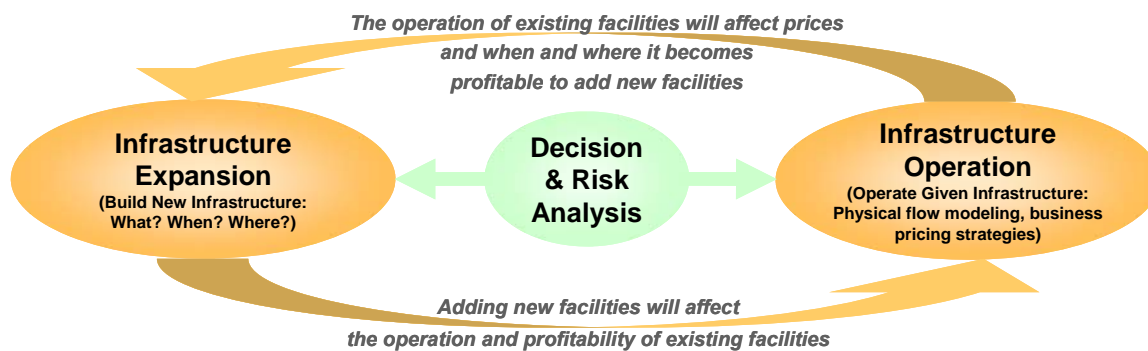 The operation of existing facilities will affect prices
and when and where it becomes
profitable to add new facilities
Infrastructure
Expansion
(Build New Infrastructure:
What? When? Where?)
Decision
& Risk
Analysis
Infrastructure
Operation
(Operate Given Infrastructure:
Physical flow modeling, business
pricing strategies)
Adding new facilities will affect
the operation and profitability of existing facilities